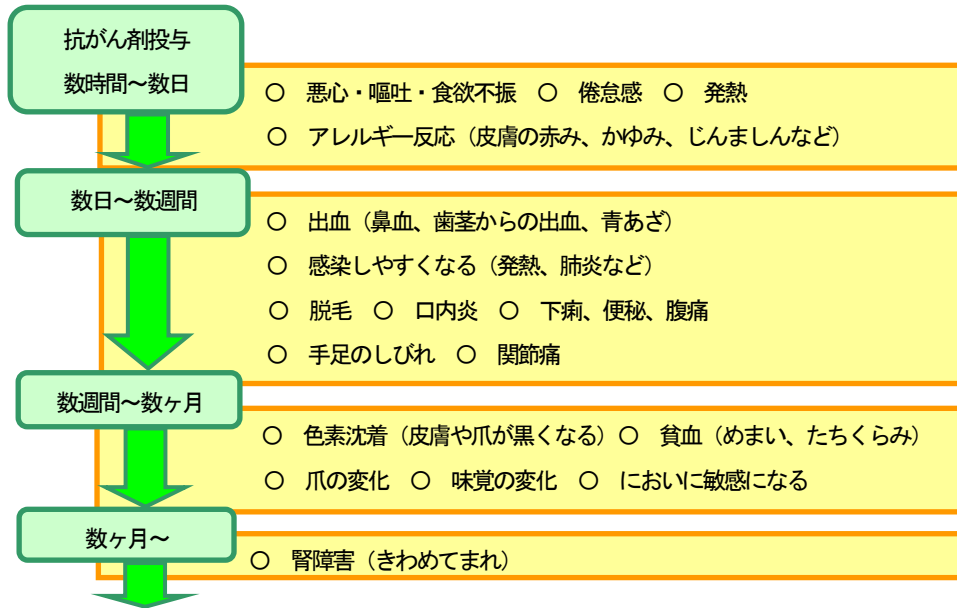 抗がん剤投与
数時間～数日
○ 悪心・嘔吐・食欲不振 ○ 倦怠感 ○ 発熱
○ アレルギー反応（皮膚の赤み、かゆみ、じんましんなど）
数日～数週間
○ 出血（鼻血、歯茎からの出血、青あざ）
○ 感染しやすくなる（発熱、肺炎など）
○ 脱毛 ○ 口内炎 ○ 下痢、便秘、腹痛
○ 手足のしびれ ○ 関節痛
数週間～数ヶ月
○ 色素沈着（皮膚や爪が黒くなる）○ 貧血（めまい、たちくらみ）
○ 爪の変化 ○ 味覚の変化 ○ においに敏感になる
数ヶ月～
○ 腎障害（きわめてまれ）